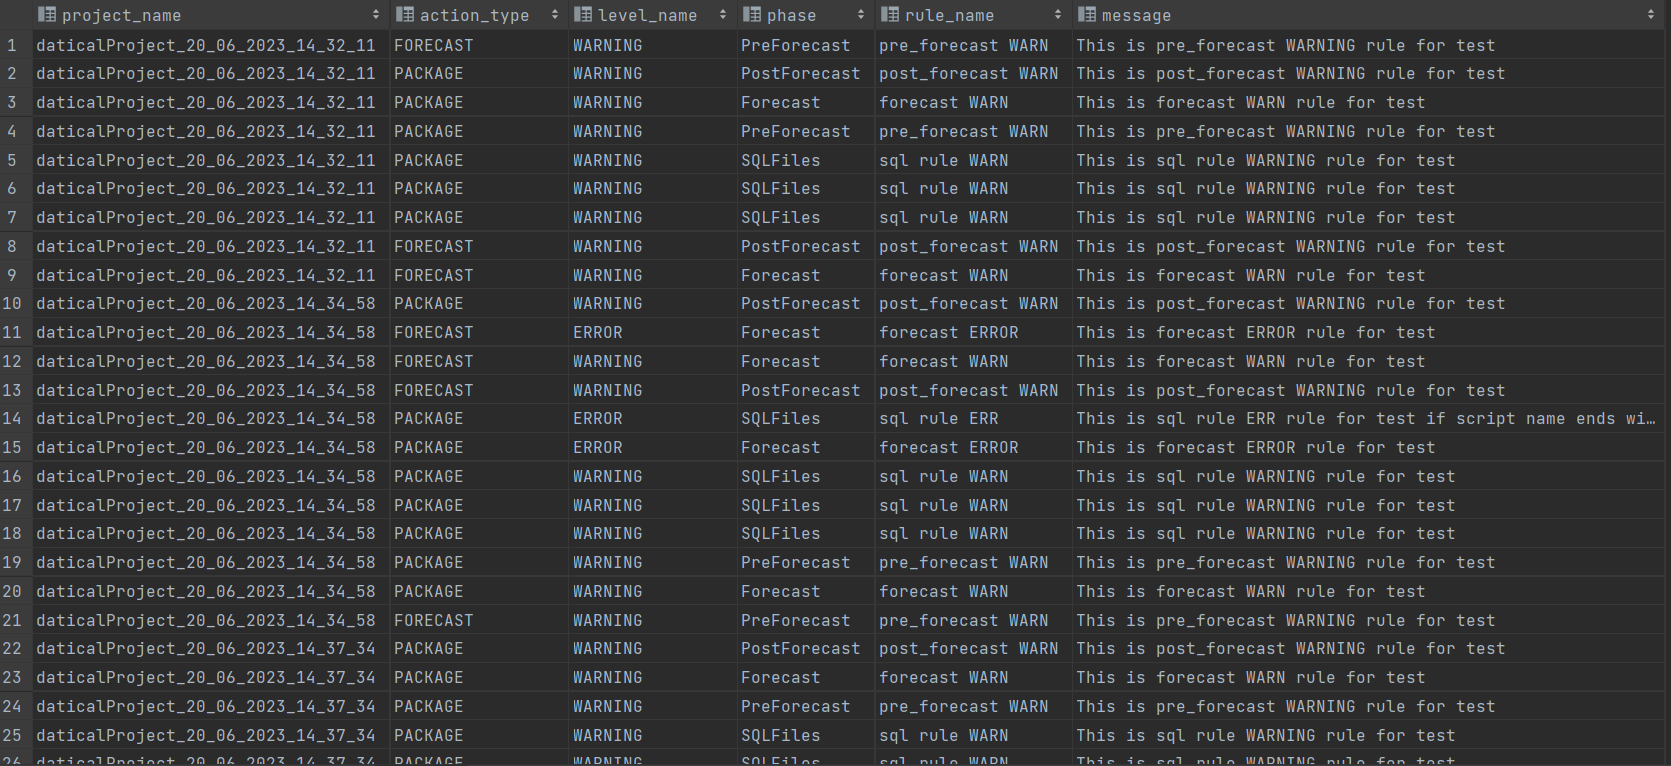 project_name action_type level_name phase rule_name message
1 daticalProject_20_06_2023_14_32_11 FORECAST WARNING PreForecast pre_forecast WARN This is pre_forecast WARNING rule for test
2 daticalProject_20_06_2023_14_32_11 PACKAGE WARNING PostForecast post_forecast WARN This is post_forecast WARNING rule for test
3 daticalProject_20_06_2023_14_32_11 PACKAGE WARNING Forecast forecast WARN This is forecast WARN rule for test
4 daticalProject_20_06_2023_14_32_11 PACKAGE WARNING PreForecast pre_forecast WARN This is pre_forecast WARNING rule for test
5 daticalProject_20_06_2023_14_32_11 PACKAGE WARNING SQLFiles sql rule WARN This is sql rule WARNING rule for test
6 daticalProject_20_06_2023_14_32_11 PACKAGE WARNING SQLFiles sql rule WARN This is sql rule WARNING rule for test
7 daticalProject_20_06_2023_14_32_11 PACKAGE WARNING SQLFiles sql rule WARN This is sql rule WARNING rule for test
8 daticalProject_20_06_2023_14_32_11 FORECAST WARNING PostForecast post_forecast WARN This is post_forecast WARNING rule for test
9 daticalProject_20_06_2023_14_32_11 FORECAST WARNING Forecast forecast WARN This is forecast WARN rule for test
10 daticalProject_20_06_2023_14_34_58 PACKAGE WARNING PostForecast post_forecast WARN This is post_forecast WARNING rule for test
11 daticalProject_20_06_2023_14_34_58 FORECAST ERROR Forecast forecast ERROR This is forecast ERROR rule for test
12 daticalProject_20_06_2023_14_34_58 FORECAST WARNING Forecast forecast WARN This is forecast WARN rule for test
13 daticalProject_20_06_2023_14_34_58 FORECAST WARNING PostForecast post_forecast WARN This is post_forecast WARNING rule for test
14 daticalProject_20_06_2023_14_34_58 PACKAGE ERROR SQLFiles sql rule ERR This is sql rule ERR rule for test if script name ends wi…
15 daticalProject_20_06_2023_14_34_58 PACKAGE ERROR Forecast forecast ERROR This is forecast ERROR rule for test
16 daticalProject_20_06_2023_14_34_58 PACKAGE WARNING SQLFiles sql rule WARN This is sql rule WARNING rule for test
17 daticalProject_20_06_2023_14_34_58 PACKAGE WARNING SQLFiles sql rule WARN This is sql rule WARNING rule for test
18 daticalProject_20_06_2023_14_34_58 PACKAGE WARNING SQLFiles sql rule WARN This is sql rule WARNING rule for test
19 daticalProject_20_06_2023_14_34_58 PACKAGE WARNING PreForecast pre_forecast WARN This is pre_forecast WARNING rule for test
20 daticalProject_20_06_2023_14_34_58 PACKAGE WARNING Forecast forecast WARN This is forecast WARN rule for test
21 daticalProject_20_06_2023_14_34_58 FORECAST WARNING PreForecast pre_forecast WARN This is pre_forecast WARNING rule for test
22 daticalProject_20_06_2023_14_37_34 PACKAGE WARNING PostForecast post_forecast WARN This is post_forecast WARNING rule for test
23 daticalProject_20_06_2023_14_37_34 PACKAGE WARNING Forecast forecast WARN This is forecast WARN rule for test
24 daticalProject_20_06_2023_14_37_34 PACKAGE WARNING PreForecast pre_forecast WARN This is pre_forecast WARNING rule for test
25 daticalProject_20_06_2023_14_37_34 PACKAGE WARNING SQLFiles sql rule WARN This is sql rule WARNING rule for test
26 daticalProject_20_06_2023_14_37_34 PACKAGE WARNING SQLFiles sql rule WARN This is sql rule WARNING rule for test